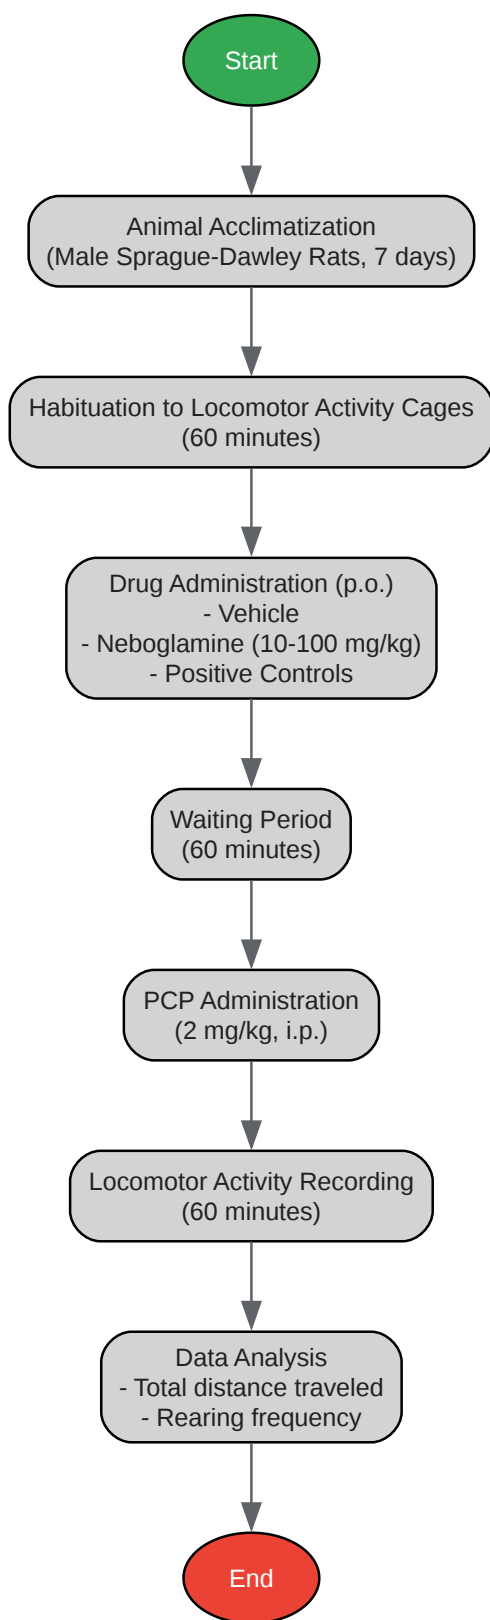 Start
Animal Acclimatization
(Male Sprague-Dawley Rats, 7 days)
Habituation to Locomotor Activity Cages
(60 minutes)
Drug Administration (p.o.)
- Vehicle
- Neboglamine (10-100 mg/kg)
- Positive Controls
Waiting Period
(60 minutes)
PCP Administration
(2 mg/kg, i.p.)
Locomotor Activity Recording
(60 minutes)
Data Analysis
- Total distance traveled
- Rearing frequency
End